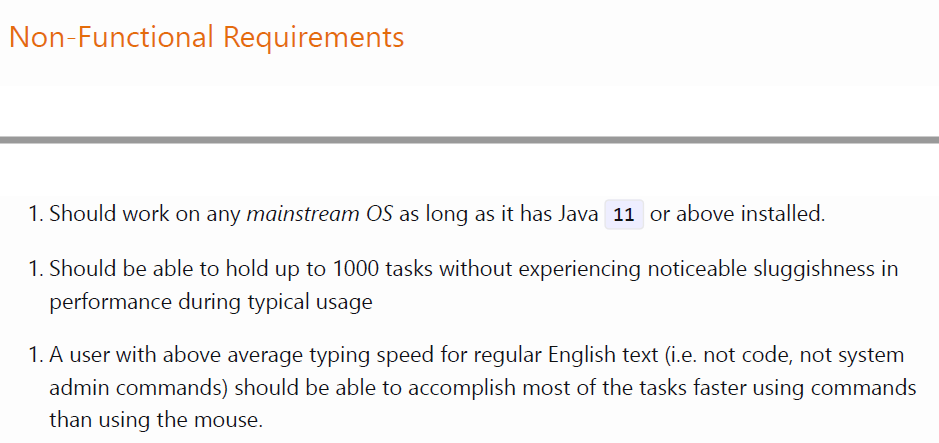 Non-Functional Requirements
1. Should work on any mainstream OS as long as it has Java 11 or above installed.
1. Should be able to hold up to 1000 tasks without experiencing noticeable sluggishness in
performance during typical usage
1. A user with above average typing speed for regular English text (i.e. not code, not system
admin commands) should be able to accomplish most of the tasks faster using commands
than using the mouse.